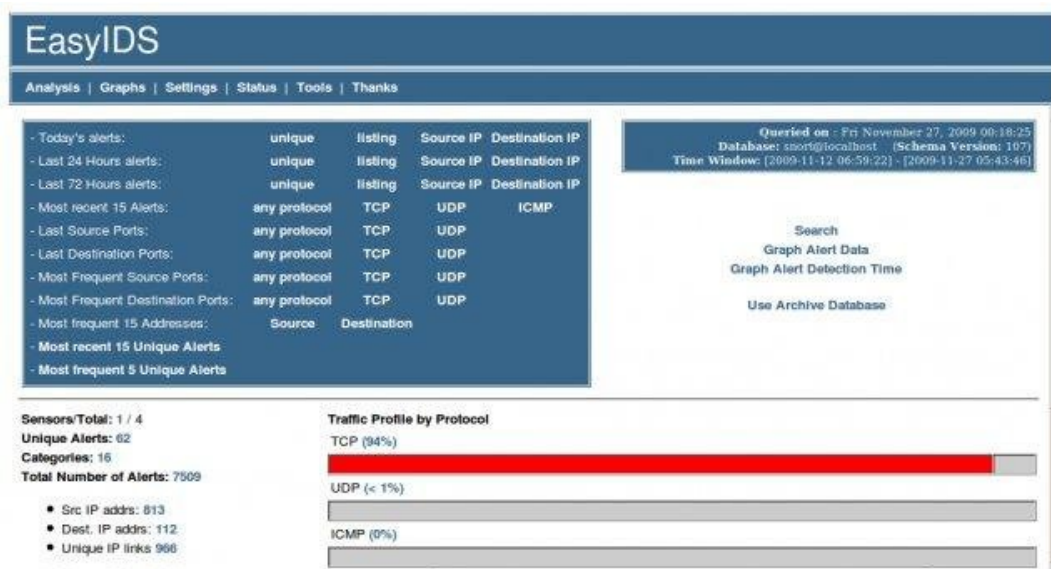 EasyIDS
Analysis | Graphs | Settings | Status | Tools | Thanks
- Today's alerts: unique listing Source IP Destination IP
- Last 24 Hours alerts: unique listing Source IP Destination IP
- Last 72 Hours alerts: unique listing Source IP Destination IP
- Most recent 15 Alerts: any protocol TCP UDP ICMP
- Last Source Ports: any protocol TCP UDP
- Last Destination Ports: any protocol TCP UDP
- Most Frequent Source Ports: any protocol TCP UDP
- Most Frequent Destination Ports: any protocol TCP UDP
- Most frequent 15 Addresses: Source Destination
- Most recent 15 Unique Alerts
- Most frequent 5 Unique Alerts
Queried on : Fri November 27, 2009 00:18:25
Database: snort@localhost (Schema Version: 107)
Time Window: [2009-11-12 06:59:22] - [2009-11-27 05:43:46]
Search
Graph Alert Data
Graph Alert Detection Time
Use Archive Database
Sensors/Total: 1 / 4
Unique Alerts: 62
Categories: 16
Total Number of Alerts: 7509
• Src IP addrs: 813
• Dest. IP addrs: 112
• Unique IP links 966
Traffic Profile by Protocol
TCP (94%)
UDP (< 1%)
ICMP (0%)